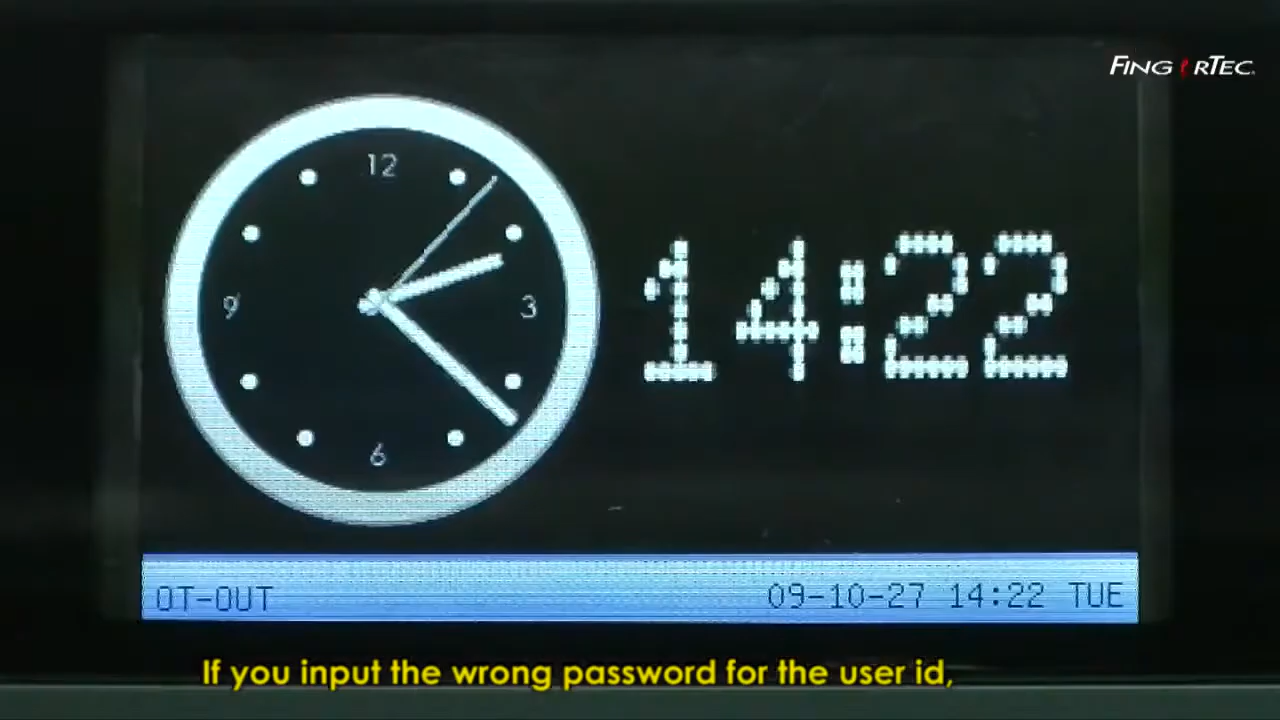 FINGERTEC
12
9
3
6
14:22
OT-OUT 09-10-27 14:22 TUE
If you input the wrong password for the user id,